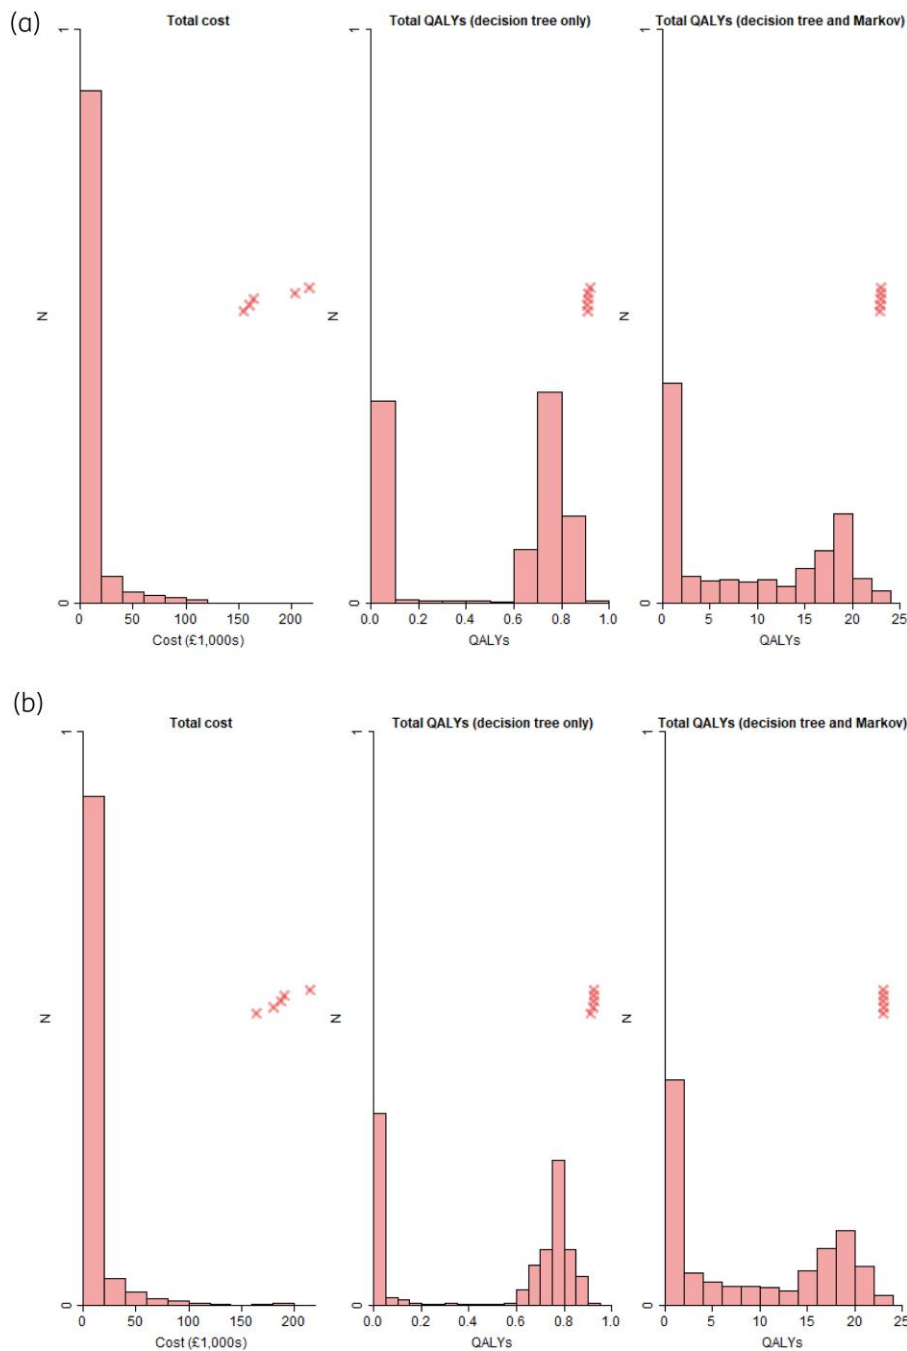 (a)
Total cost
Total QALYs (decision tree only)
Total QALYs (decision tree and Markov)
1
1
1
N
N
N
0
0
0
0 50 100 150 200
0.0 0.2 0.4 0.6 0.8 1.0
0 5 10 15 20 25
Cost (£1,000s)
QALYs
QALYs
(b)
Total cost
Total QALYs (decision tree only)
Total QALYs (decision tree and Markov)
1
1
1
N
N
N
0
0
0
0 50 100 150 200
0.0 0.2 0.4 0.6 0.8 1.0
0 5 10 15 20 25
Cost (£1,000s)
QALYs
QALYs